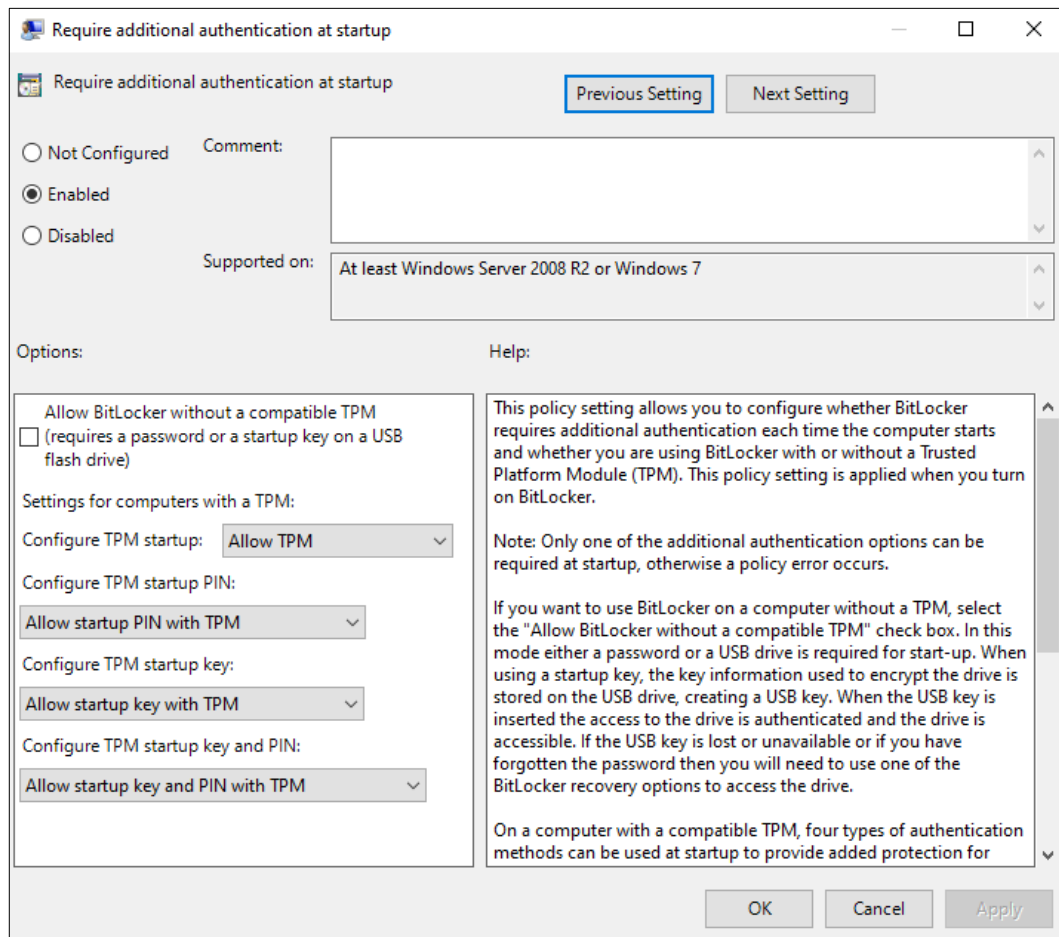 Require additional authentication at startup
Require additional authentication at startup
Previous Setting
Next Setting
Not Configured
Comment:
Enabled
Disabled
Supported on:
At least Windows Server 2008 R2 or Windows 7
Options:
Help:
Allow BitLocker without a compatible TPM
(requires a password or a startup key on a USB
flash drive)
Settings for computers with a TPM:
Configure TPM startup:
Allow TPM
Configure TPM startup PIN:
Allow startup PIN with TPM
Configure TPM startup key:
Allow startup key with TPM
Configure TPM startup key and PIN:
Allow startup key and PIN with TPM
This policy setting allows you to configure whether BitLocker
requires additional authentication each time the computer starts
and whether you are using BitLocker with or without a Trusted
Platform Module (TPM). This policy setting is applied when you turn
on BitLocker.
Note: Only one of the additional authentication options can be
required at startup, otherwise a policy error occurs.
If you want to use BitLocker on a computer without a TPM, select
the "Allow BitLocker without a compatible TPM" check box. In this
mode either a password or a USB drive is required for start-up. When
using a startup key, the key information used to encrypt the drive is
stored on the USB drive, creating a USB key. When the USB key is
inserted the access to the drive is authenticated and the drive is
accessible. If the USB key is lost or unavailable or if you have
forgotten the password then you will need to use one of the
BitLocker recovery options to access the drive.
On a computer with a compatible TPM, four types of authentication
methods can be used at startup to provide added protection for
OK
Cancel
Apply